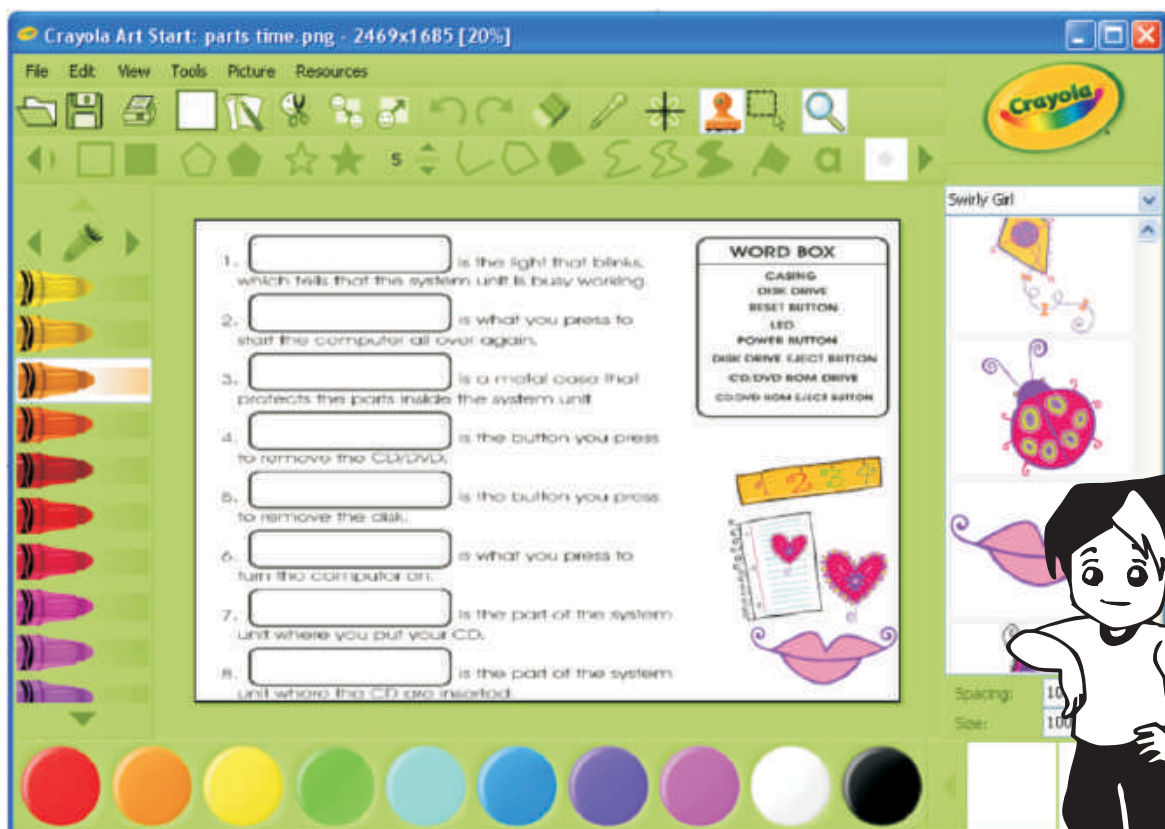 Crayola Art Start: parts time.png - 2469x1685 [20%]
File Edit View Tools Picture Resources
Crayola
5
a
Swirly Girl
1. is the light that blinks,
which tells that the system unit is busy working.
2. is what you press to
start the computer all over again.
3. is a metal case that
protects the parts inside the system unit
4. is the button you press
to remove the CD/DVD.
5. is the button you press
to remove the disk.
6. is what you press to
turn the computer on.
7. is the part of the system
unit where you put your CD.
8. is the part of the system
unit where the CD are inserted.
WORD BOX
CASING
DISK DRIVE
RESET BUTTON
LED
POWER BUTTON
DISK DRIVE EJECT BUTTON
CD/DVD ROM DRIVE
CD/DVD ROM EJECT BUTTON
1 2 3 4
Spacing: 10
Size: 100